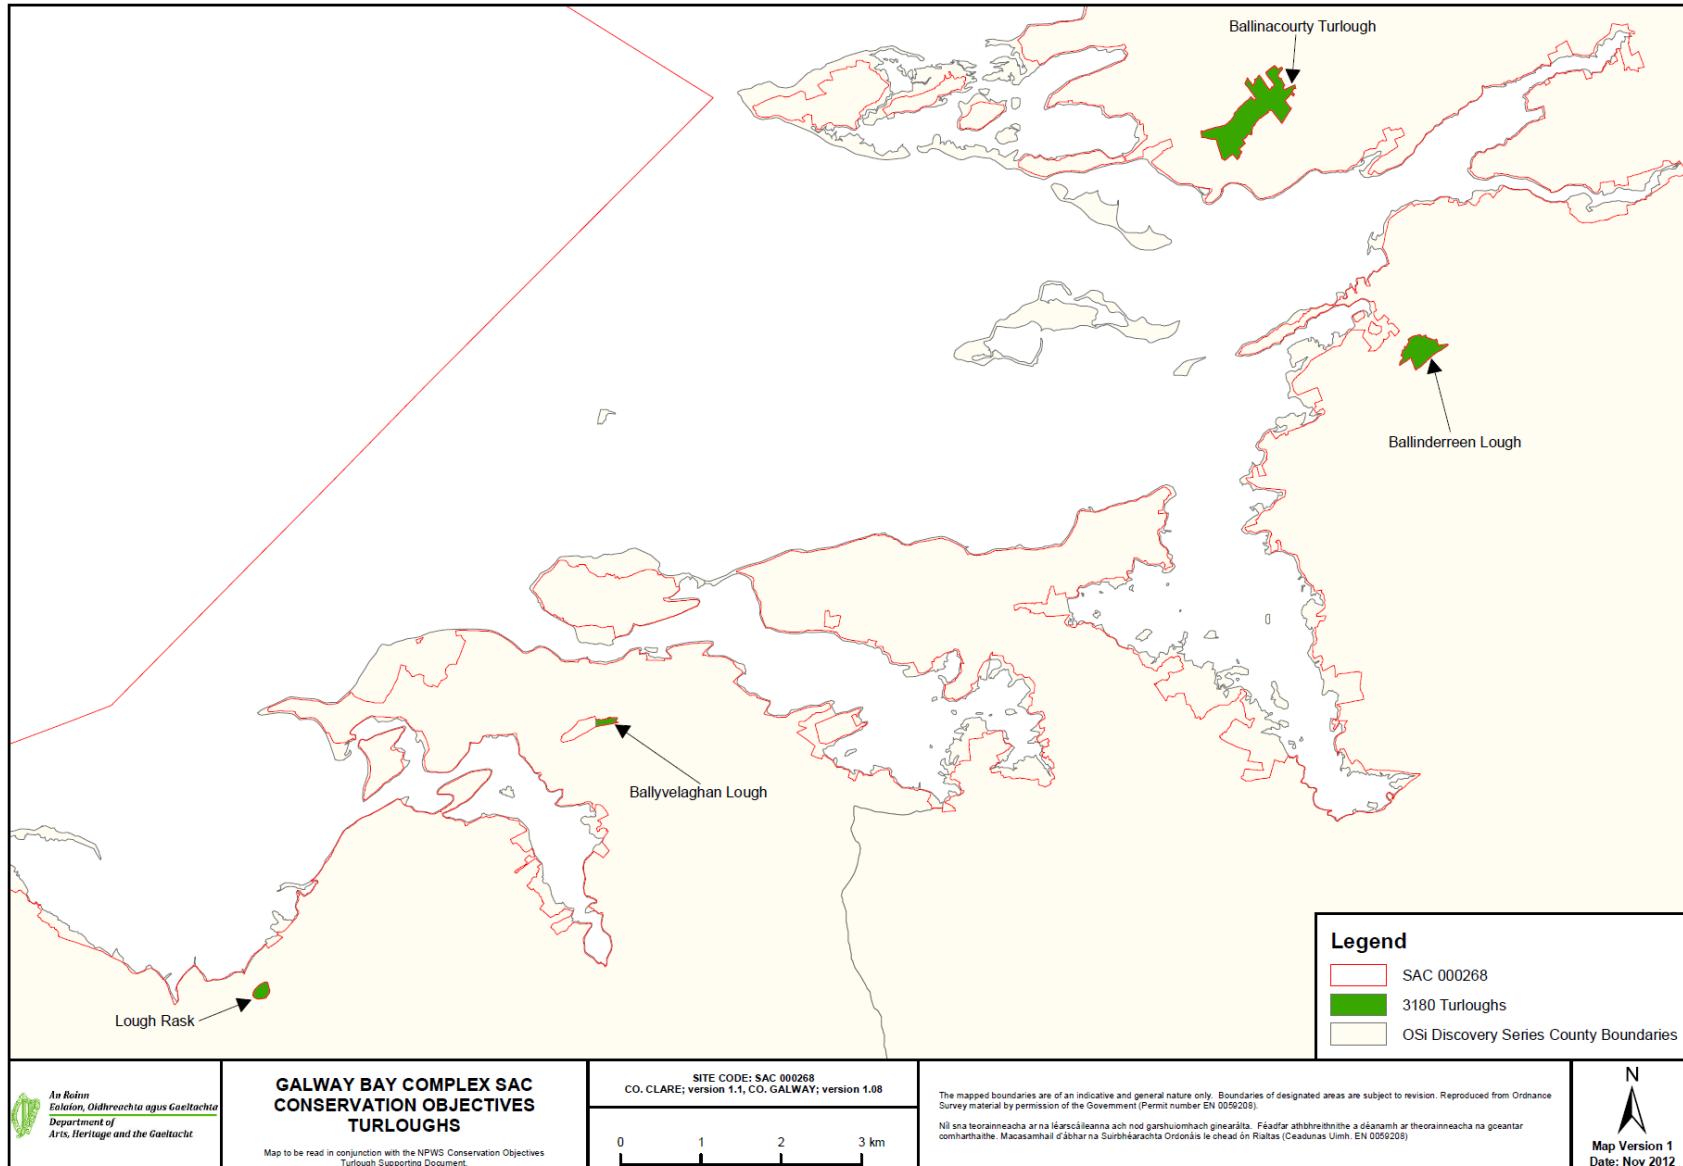 Ballinacourty Turlough
Ballinderreen Lough
Ballyvelaghan Lough
Lough Rask
Legend
SAC 000268
3180 Turloughs
OSi Discovery Series County Boundaries
An Roinn
Ealaíon, Oidhreachta agus Gaeltachta
Department of
Arts, Heritage and the Gaeltacht
GALWAY BAY COMPLEX SAC
CONSERVATION OBJECTIVES
TURLOUGHS
Map to be read in conjunction with the NPWS Conservation Objectives
Turlough Supporting Document.
SITE CODE: SAC 000268
CO. CLARE; version 1.1, CO. GALWAY; version 1.08
0 1 2 3 km
The mapped boundaries are of an indicative and general nature only. Boundaries of designated areas are subject to revision. Reproduced from Ordnance
Survey material by permission of the Government (Permit number EN 0059208).
Níl sna teorainneacha ar na léarscáileanna ach nod garshuiomhach ginearálta. Féadfar athbhreithnithe a déanamh ar theorainneacha na gceantar
comharthaithe. Macasamhail d'ábhar na Suirbhéarachta Ordonáis le chead ón Rialtas (Ceadunas Uimh. EN 0059208)
N
Map Version 1
Date: Nov 2012